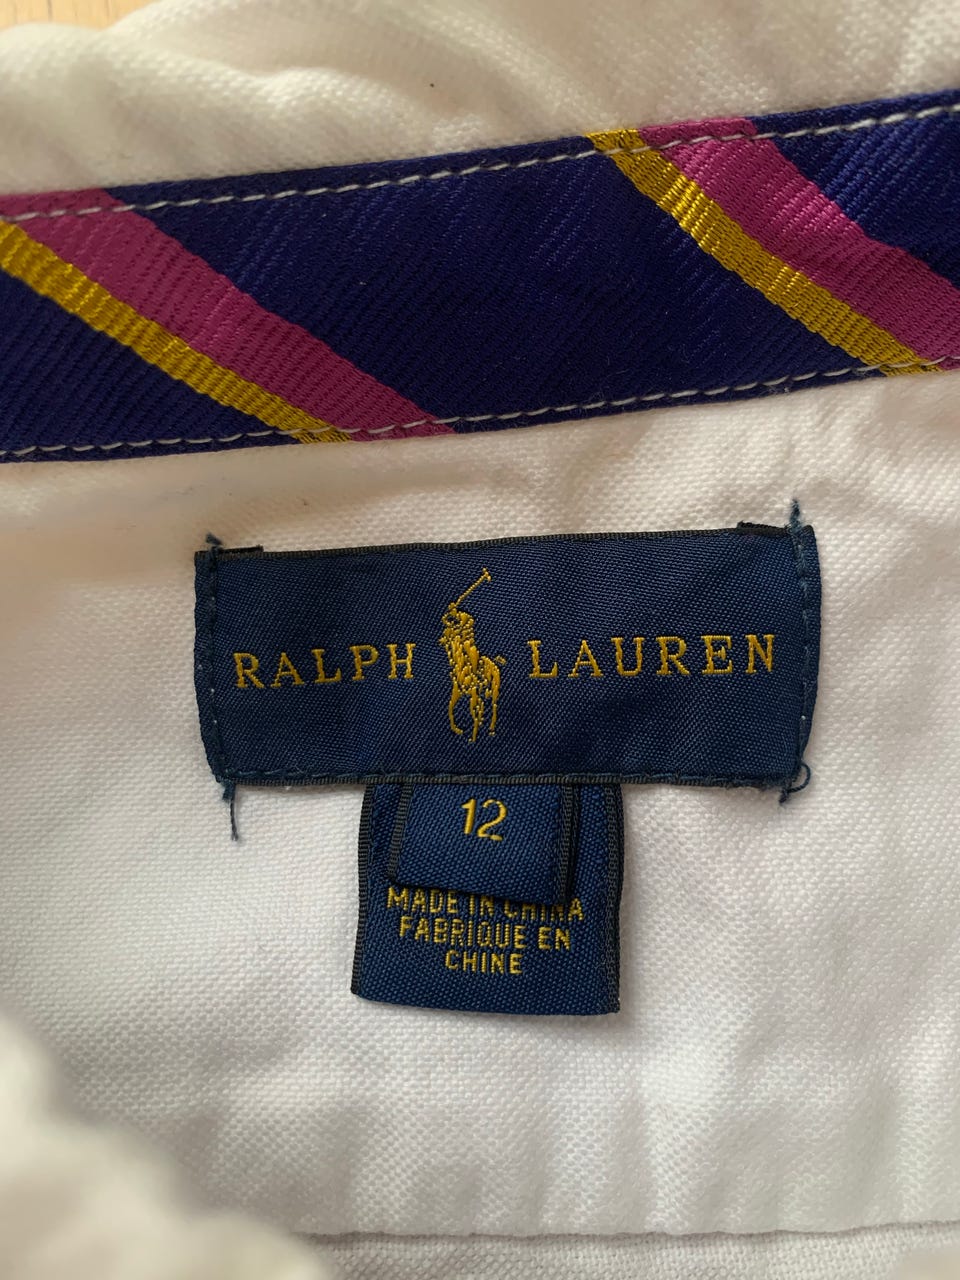 RALPH LAUREN
12
MADE IN CHINA
FABRIQUE EN
CHINE